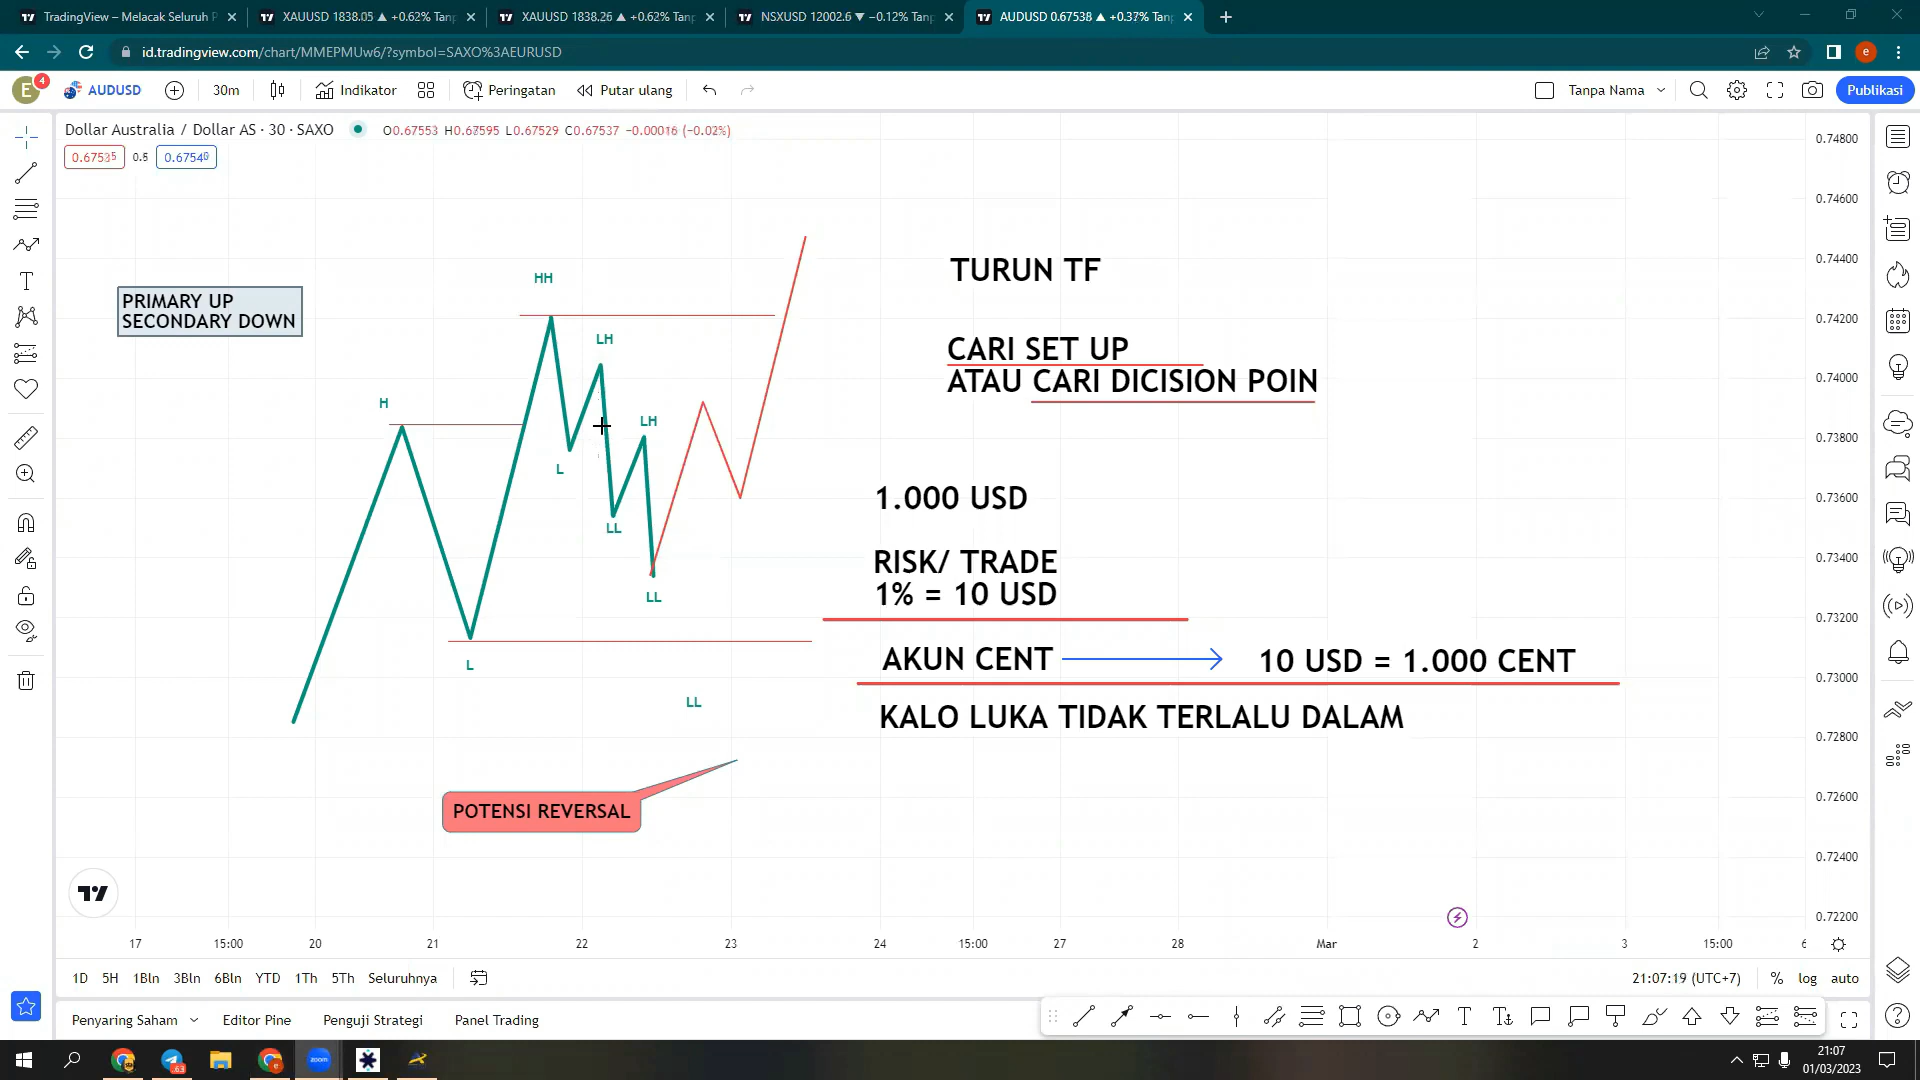 TradingView – Melacak Seluruh P
XAUUSD 1838.05 ▲ +0.62% Tanp
XAUUSD 1838.26 ▲ +0.62% Tanp
NSXUSD 12002.6 ▼ −0.12% Tanp
AUDUSD 0.67538 ▲ +0.37% Tanp
id.tradingview.com/chart/MMEPMUw6/?symbol=SAXO%3AEURUSD
e
E
4
AUDUSD
30m
Indikator
Peringatan
Putar ulang
Tanpa Nama
Publikasi
Dollar Australia / Dollar AS · 30 · SAXO
O0.67553 H0.67595 L0.67529 C0.67537 −0.00016 (−0.02%)
0.67535
0.5
0.67540
PRIMARY UP
SECONDARY DOWN
H
HH
LH
L
LH
LL
LL
L
LL
POTENSI REVERSAL
TURUN TF
CARI SET UP
ATAU CARI DICISION POIN
1.000 USD
RISK/ TRADE
1% = 10 USD
AKUN CENT
10 USD = 1.000 CENT
KALO LUKA TIDAK TERLALU DALAM
0.74800
0.74600
0.74400
0.74200
0.74000
0.73800
0.73600
0.73400
0.73200
0.73000
0.72800
0.72600
0.72400
0.72200
17 15:00 20 21 22 23 24 15:00 27 28 Mar 2 3 15:00 6
1D 5H 1Bln 3Bln 6Bln YTD 1Th 5Th Seluruhnya
21:07:19 (UTC+7)
% log auto
Penyaring Saham
Editor Pine
Penguji Strategi
Panel Trading
zoom
63
21:07
01/03/2023